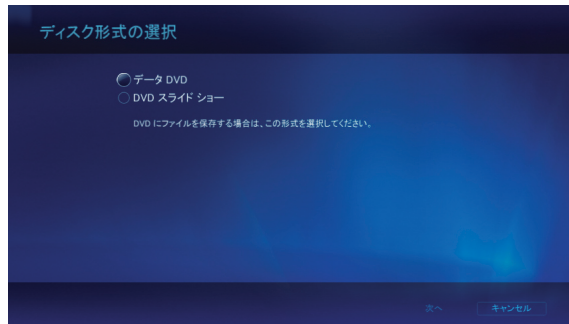 ディスク形式の選択
データ DVD
DVD スライド ショー
DVD にファイルを保存する場合は、この形式を選択してください。
次へ
キャンセル